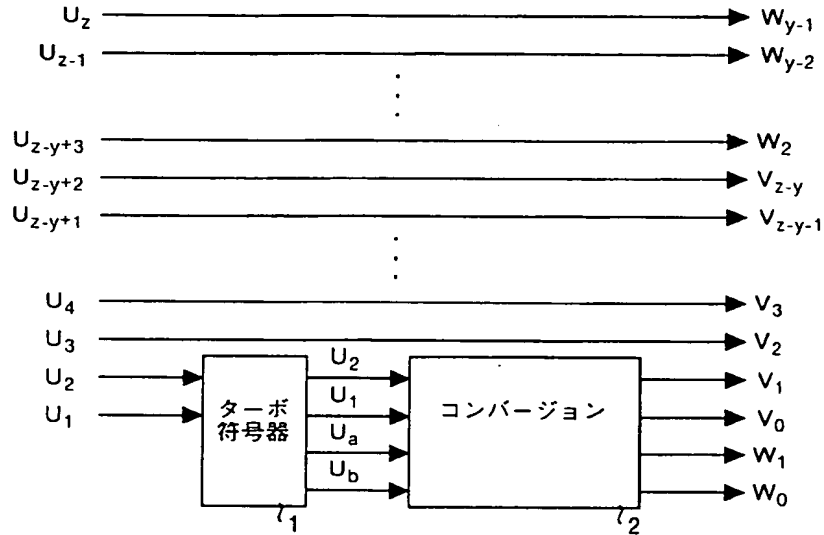 U_z W_{y-1}
U_{z-1} W_{y-2}
U_{z-y+3} W_2
U_{z-y+2} V_{z-y}
U_{z-y+1} V_{z-y-1}
U_4 V_3
U_3 V_2
U_2 U_2 V_1
U_1 ターボ 符号器 U_1 コンバージョン V_0
U_a W_1
U_b W_0
1 2